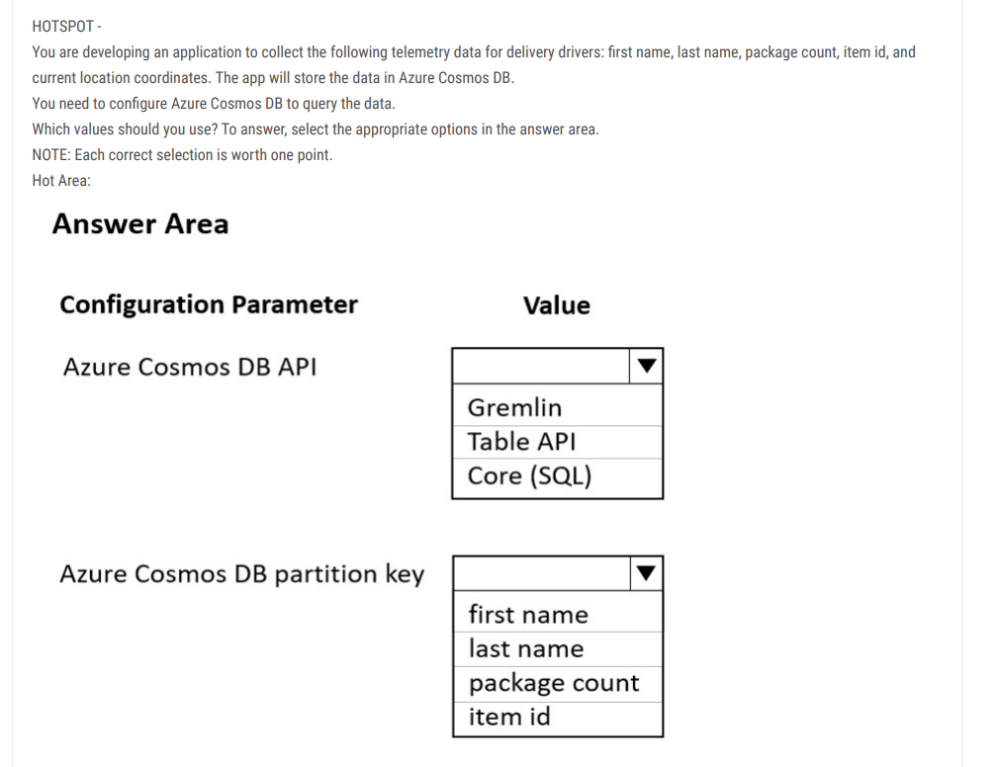 HOTSPOT -
You are developing an application to collect the following telemetry data for delivery drivers: first name, last name, package count, item id, and
current location coordinates. The app will store the data in Azure Cosmos DB.
You need to configure Azure Cosmos DB to query the data.
Which values should you use? To answer, select the appropriate options in the answer area.
NOTE: Each correct selection is worth one point.
Hot Area:
Answer Area
Configuration Parameter Value
Azure Cosmos DB API
Gremlin
Table API
Core (SQL)
Azure Cosmos DB partition key
first name
last name
package count
item id